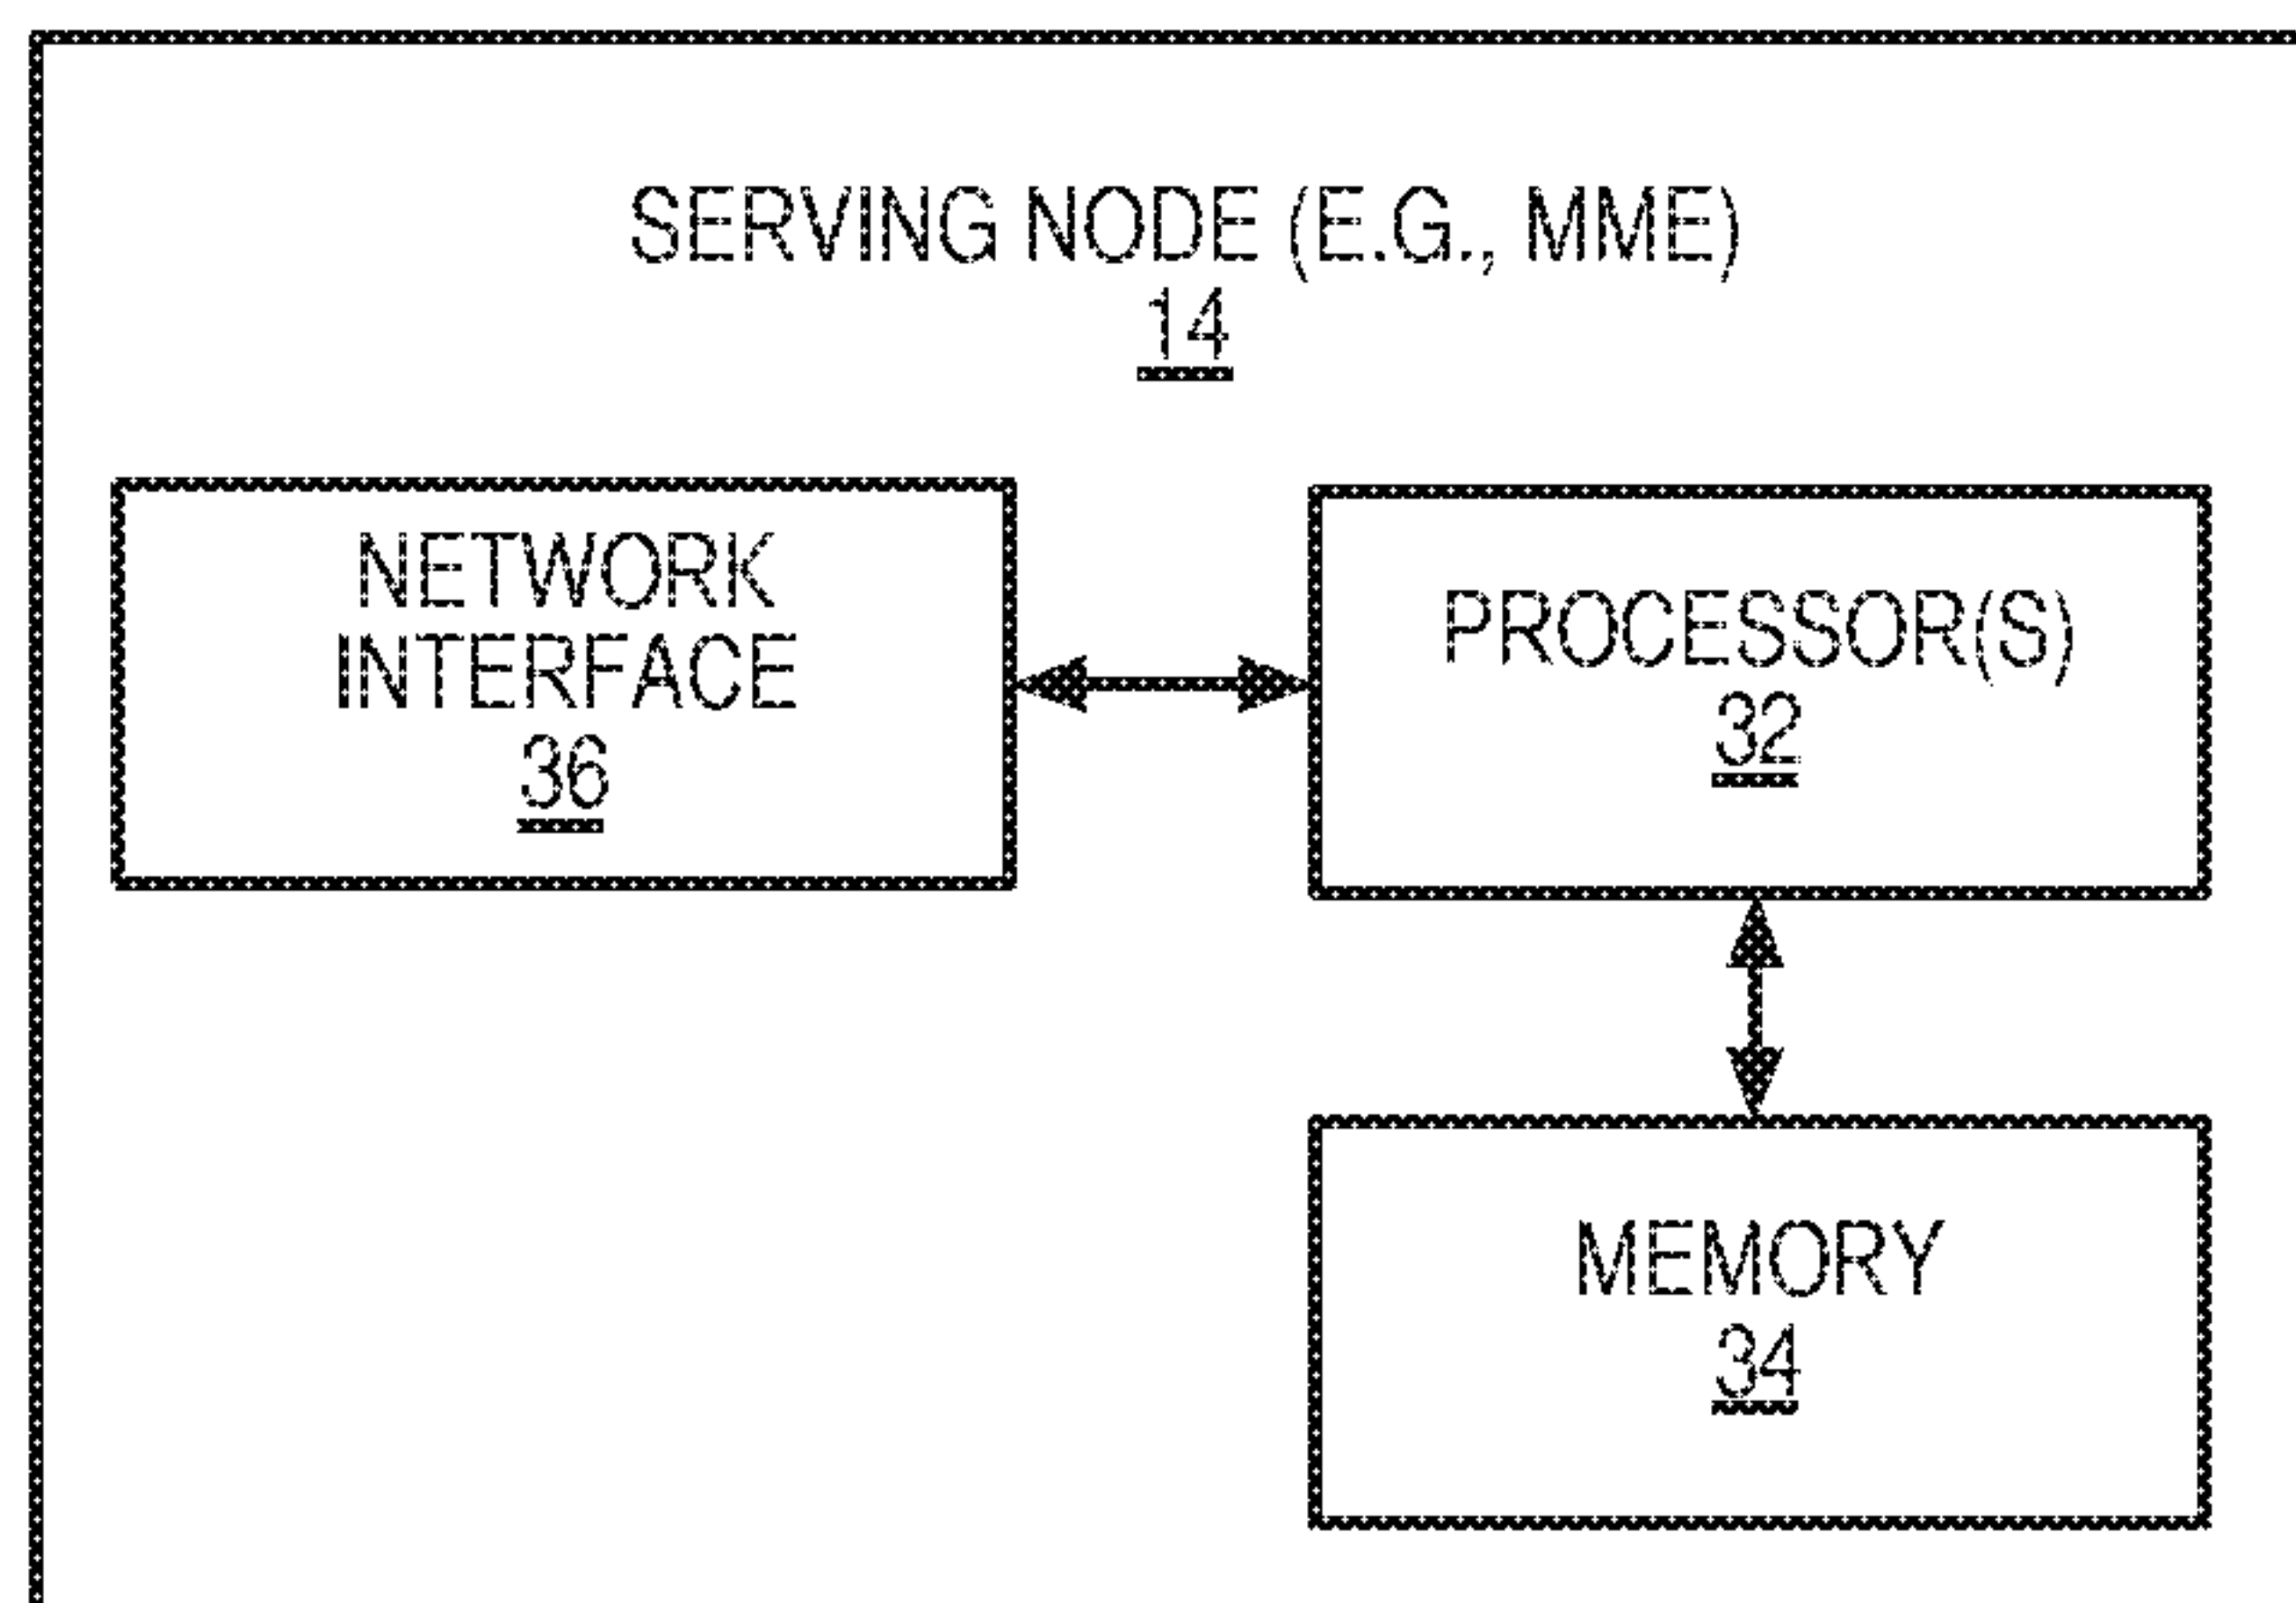 SERVING NODE (E.G., MME)
14
NETWORK
INTERFACE
36
PROCESSOR(S)
32
MEMORY
34